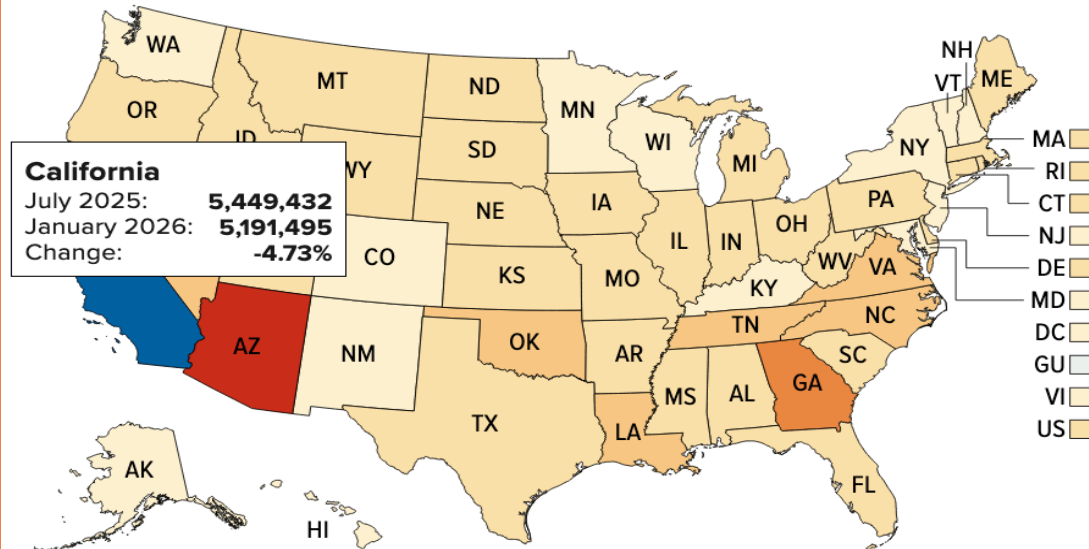 WA
MT
ND
MN
NH
VT
ME
OR
ID
SD
WI
MI
NY
MA
RI
California
July 2025: 5,449,432
January 2026: 5,191,495
Change: -4.73%
WY
NE
IA
PA
CT
IL
IN
OH
NJ
CO
KS
MO
WV
VA
DE
KY
MD
AZ
NM
OK
AR
TN
NC
DC
SC
GU
TX
LA
MS
AL
GA
VI
US
AK
HI
FL